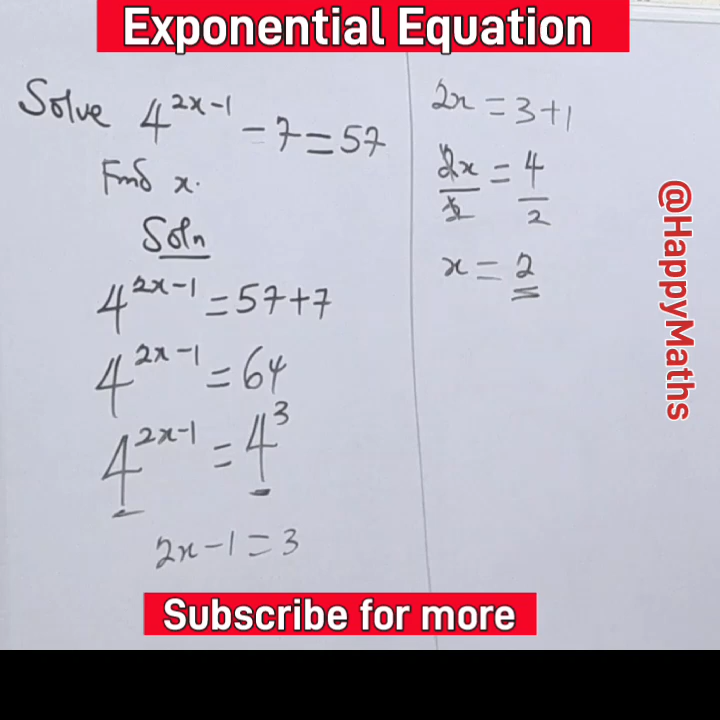 Exponential Equation
Solve 4^{2x-1} - 7 = 57
Find x.
Soln
4^{2x-1} = 57+7
4^{2x-1} = 64
4^{2x-1} = 4^3
2x-1 = 3
2x = 3+1
2x/2 = 4/2
x = 2
@HappyMaths
Subscribe for more